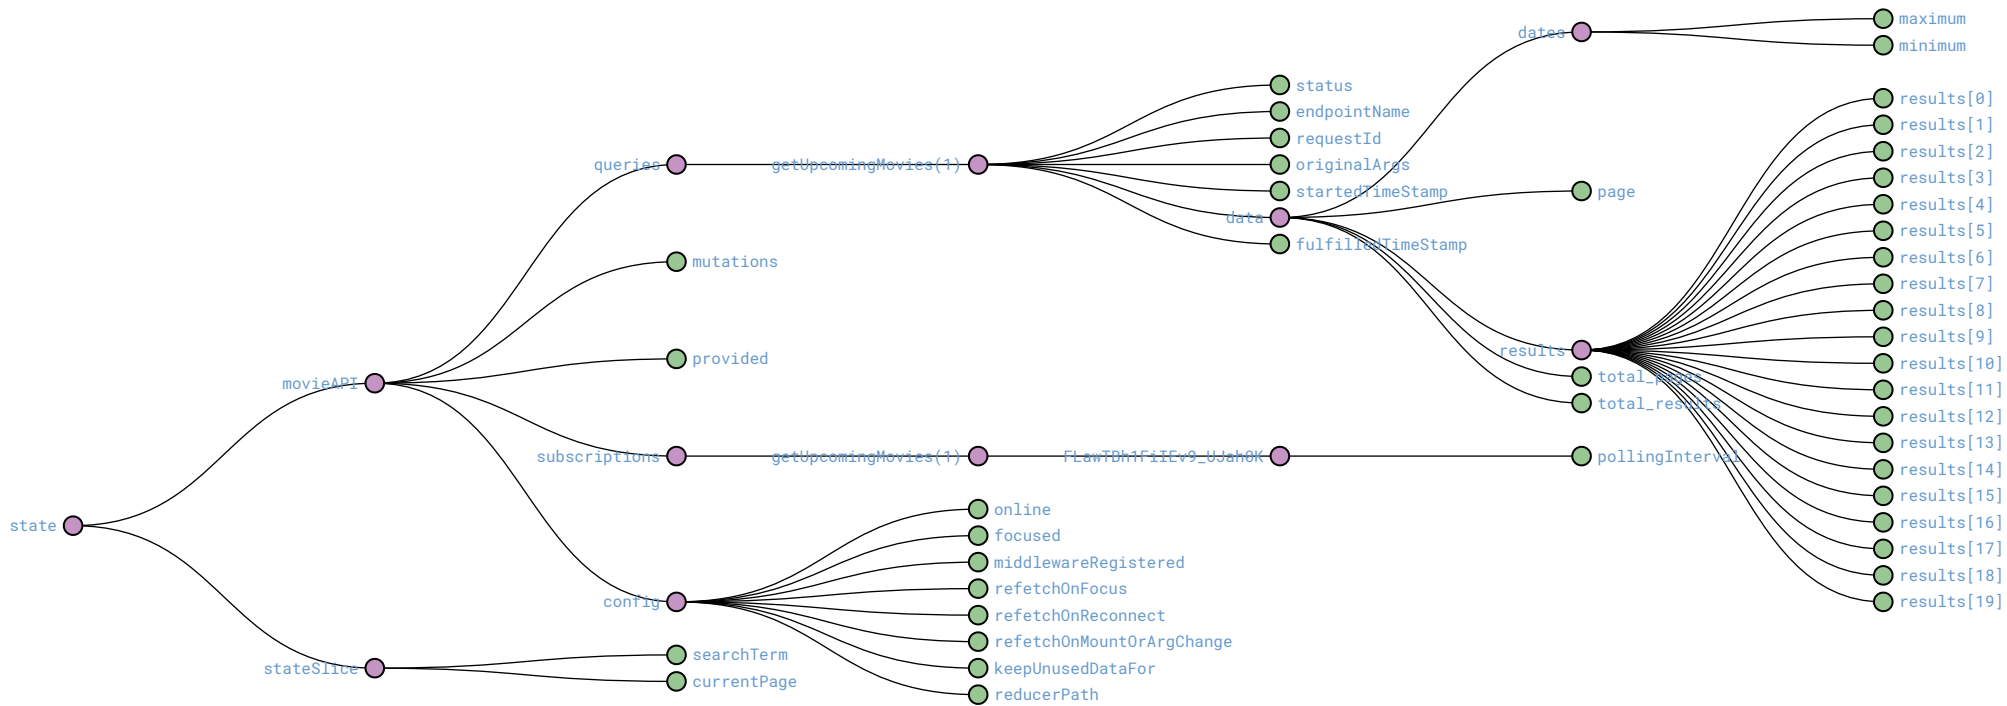 state
movieAPI
queries
getUpcomingMovies(1)
status
endpointName
requestId
originalArgs
startedTimeStamp
data
dates
maximum
minimum
page
results
results[0]
results[1]
results[2]
results[3]
results[4]
results[5]
results[6]
results[7]
results[8]
results[9]
results[10]
results[11]
results[12]
results[13]
results[14]
results[15]
results[16]
results[17]
results[18]
results[19]
total_pages
total_results
fulfilledTimeStamp
mutations
provided
subscriptions
getUpcomingMovies(1)
pollingInterval
config
online
focused
middlewareRegistered
refetchOnFocus
refetchOnReconnect
refetchOnMountOrArgChange
keepUnusedDataFor
reducerPath
stateSlice
searchTerm
currentPage